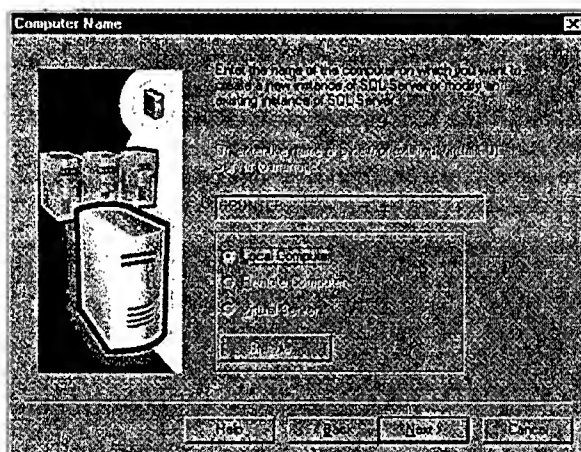 Computer Name
Enter the name of the computer on which you want to
create a new instance of SQL Server or modify an
existing instance of SQL Server.
Local Computer
Remote Computer
Virtual Server
Help
< Back
Next >
Cancel